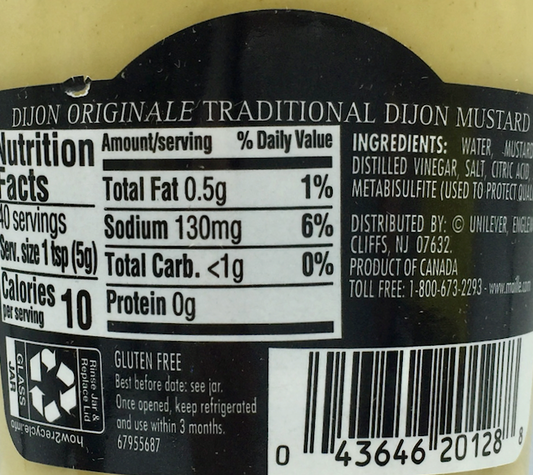 DIJON ORIGINALE TRADITIONAL DIJON MUSTARD
Nutrition
Facts
40 servings
Serv. size 1 tsp (5g)
Calories
per serving
10
Amount/serving % Daily Value
Total Fat 0.5g 1%
Sodium 130mg 6%
Total Carb. <1g 0%
Protein 0g
INGREDIENTS: WATER, MUSTARD
DISTILLED VINEGAR, SALT, CITRIC ACID,
METABISULFITE (USED TO PROTECT QUAL
DISTRIBUTED BY: © UNILEVER, ENGLEW
CLIFFS, NJ 07632.
PRODUCT OF CANADA
TOLL FREE: 1-800-673-2293 - www.maille.com
Rinse Jar &
Replace Lid
GLASS
JAR
how2recycle.info
GLUTEN FREE
Best before date: see jar.
Once opened, keep refrigerated
and use within 3 months.
67955687
0 43646 20128 8